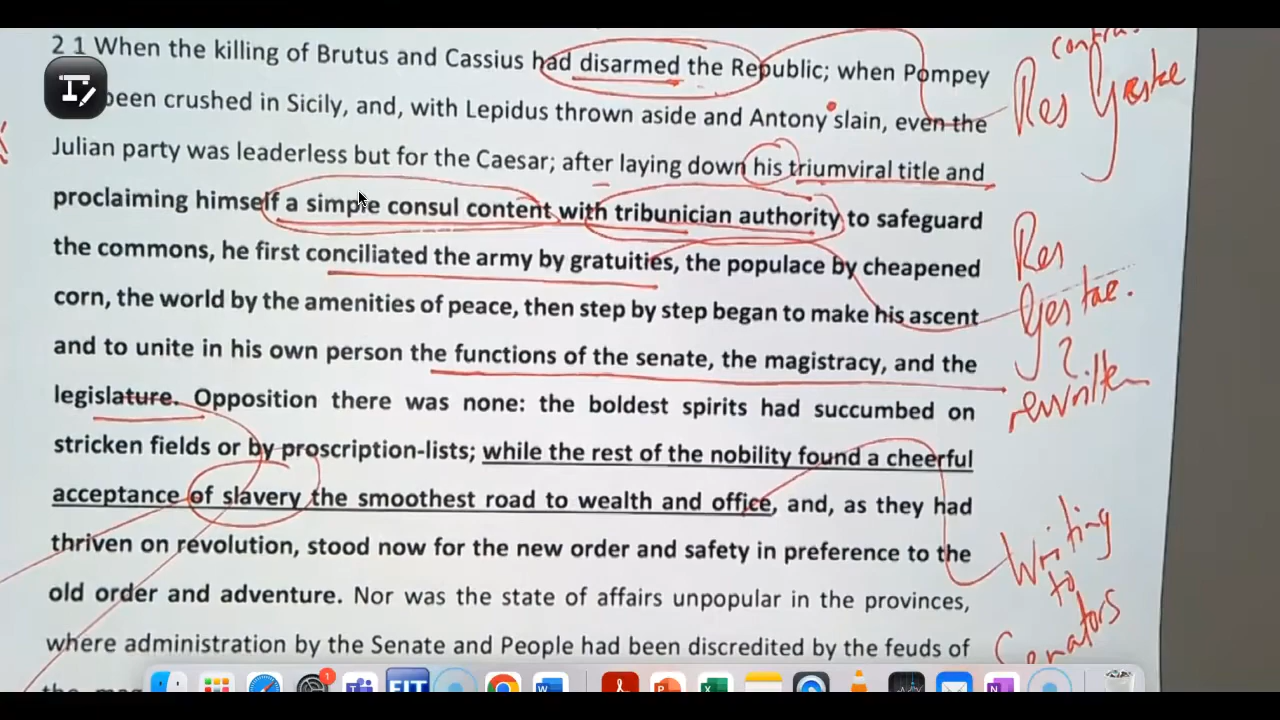 2 1 When the killing of Brutus and Cassius had disarmed the Republic; when Pompey
been crushed in Sicily, and, with Lepidus thrown aside and Antony slain, even the
Julian party was leaderless but for the Caesar; after laying down his triumviral title and
proclaiming himself a simple consul content with tribunician authority to safeguard
the commons, he first conciliated the army by gratuities, the populace by cheapened
corn, the world by the amenities of peace, then step by step began to make his ascent
and to unite in his own person the functions of the senate, the magistracy, and the
legislature. Opposition there was none: the boldest spirits had succumbed on
stricken fields or by proscription-lists; while the rest of the nobility found a cheerful
acceptance of slavery the smoothest road to wealth and office, and, as they had
thriven on revolution, stood now for the new order and safety in preference to the
old order and adventure. Nor was the state of affairs unpopular in the provinces,
where administration by the Senate and People had been discredited by the feuds of
Res Gestae
Res
Gestae.
?
rewritten
Writing
to
Senators
1
FIT